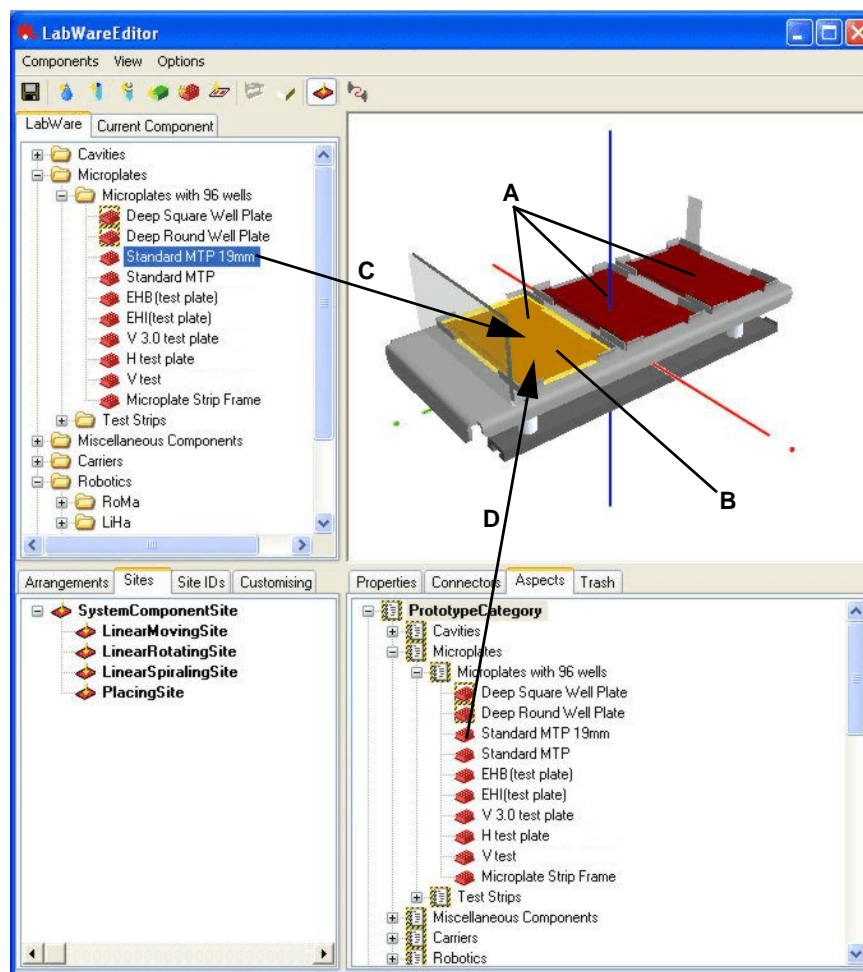 LabWareEditor
Components View Options
LabWare Current Component
Cavities
Microplates
Microplates with 96 wells
Deep Square Well Plate
Deep Round Well Plate
Standard MTP 19mm
Standard MTP
EHB(test plate)
EHI(test plate)
V 3.0 test plate
H test plate
V test
Microplate Strip Frame
Test Strips
Miscellaneous Components
Carriers
Robotics
RoMa
LiHa
A
C
B
D
Arrangements Sites Site IDs Customising
SystemComponentSite
LinearMovingSite
LinearRotatingSite
LinearSpiralingSite
PlacingSite
Properties Connectors Aspects Trash
PrototypeCategory
Cavities
Microplates
Microplates with 96 wells
Deep Square Well Plate
Deep Round Well Plate
Standard MTP 19mm
Standard MTP
EHB(test plate)
EHI(test plate)
V 3.0 test plate
H test plate
V test
Microplate Strip Frame
Test Strips
Miscellaneous Components
Carriers
Robotics